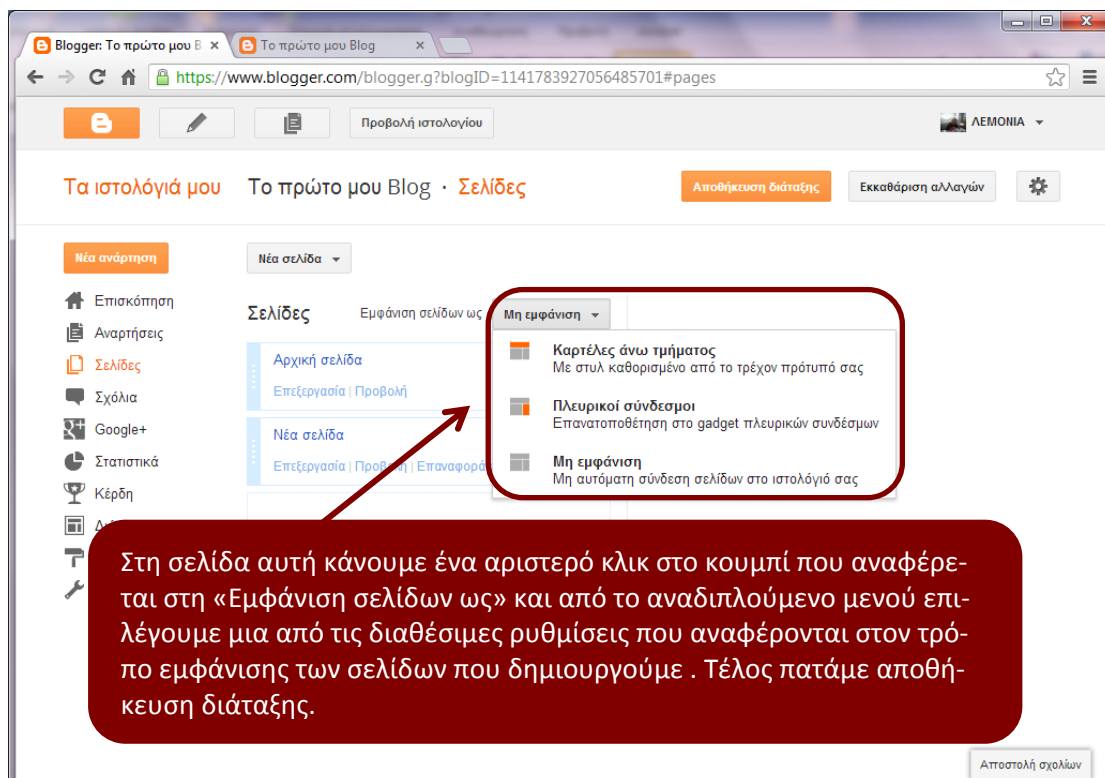 Blogger: Το πρώτο μου B
Το πρώτο μου Blog
https://www.blogger.com/blogger.g?blogID=1141783927056485701#pages
Προβολή ιστολογίου
ΛΕΜΟΝΙΑ
Τα ιστολόγιά μου
Το πρώτο μου Blog · Σελίδες
Αποθήκευση διάταξης
Εκκαθάριση αλλαγών
Νέα ανάρτηση
Νέα σελίδα
Επισκόπηση
Αναρτήσεις
Σελίδες
Σχόλια
Google+
Στατιστικά
Κέρδη
Σελίδες
Εμφάνιση σελίδων ως
Μη εμφάνιση
Αρχική σελίδα
Επεξεργασία | Προβολή
Νέα σελίδα
Επεξεργασία | Προβολή | Επαναφορά
Καρτέλες άνω τμήματος
Με στυλ καθορισμένο από το τρέχον πρότυπό σας
Πλευρικοί σύνδεσμοι
Επανατοποθέτηση στο gadget πλευρικών συνδέσμων
Μη εμφάνιση
Μη αυτόματη σύνδεση σελίδων στο ιστολόγιό σας
Στη σελίδα αυτή κάνουμε ένα αριστερό κλικ στο κουμπί που αναφέρε-
ται στη «Εμφάνιση σελίδων ως» και από το αναδιπλούμενο μενού επι-
λέγουμε μια από τις διαθέσιμες ρυθμίσεις που αναφέρονται στον τρό-
πο εμφάνισης των σελίδων που δημιουργούμε . Τέλος πατάμε αποθή-
κευση διάταξης.
Αποστολή σχολίων